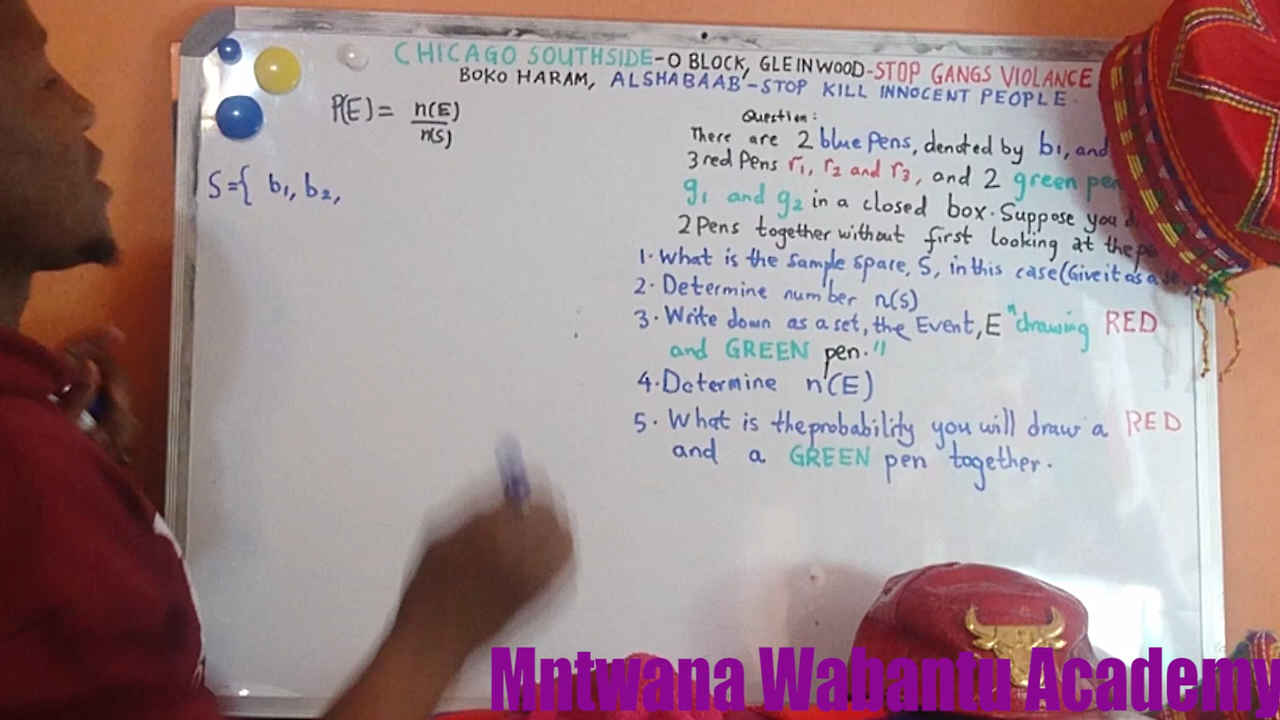 CHICAGO SOUTHSIDE-O BLOCK, GLEINWOOD-STOP GANGS VIOLANCE
BOKO HARAM, ALSHABAAB-STOP KILL INNOCENT PEOPLE.
P(E) = n(E)
n(S)
S={ b1, b2,
Question:
There are 2 blue Pens, denoted by b1, and
3 red Pens r1, r2 and r3, and 2 green
g1 and g2 in a closed box. Suppose you
2 Pens together without first looking at the
1. What is the sample space, S, in this case (Give it as a
2. Determine number n(s)
3. Write down as a set, the Event, E "drawing RED
and GREEN pen."
4. Determine n(E)
5. What is the probability you will draw a RED
and a GREEN pen together.
Mntwana Wabantu Academy